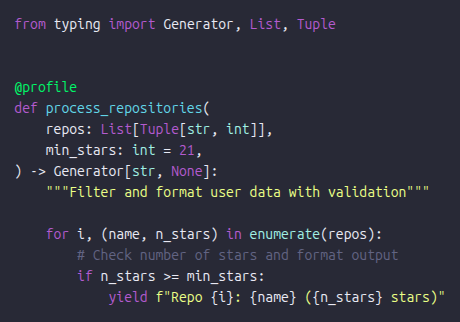 from typing import Generator, List, Tuple
@profile
def process_repositories(
    repos: List[Tuple[str, int]],
    min_stars: int = 21,
) -> Generator[str, None]:
    """Filter and format user data with validation"""
    for i, (name, n_stars) in enumerate(repos):
        # Check number of stars and format output
        if n_stars >= min_stars:
            yield f"Repo {i}: {name} ({n_stars} stars)"